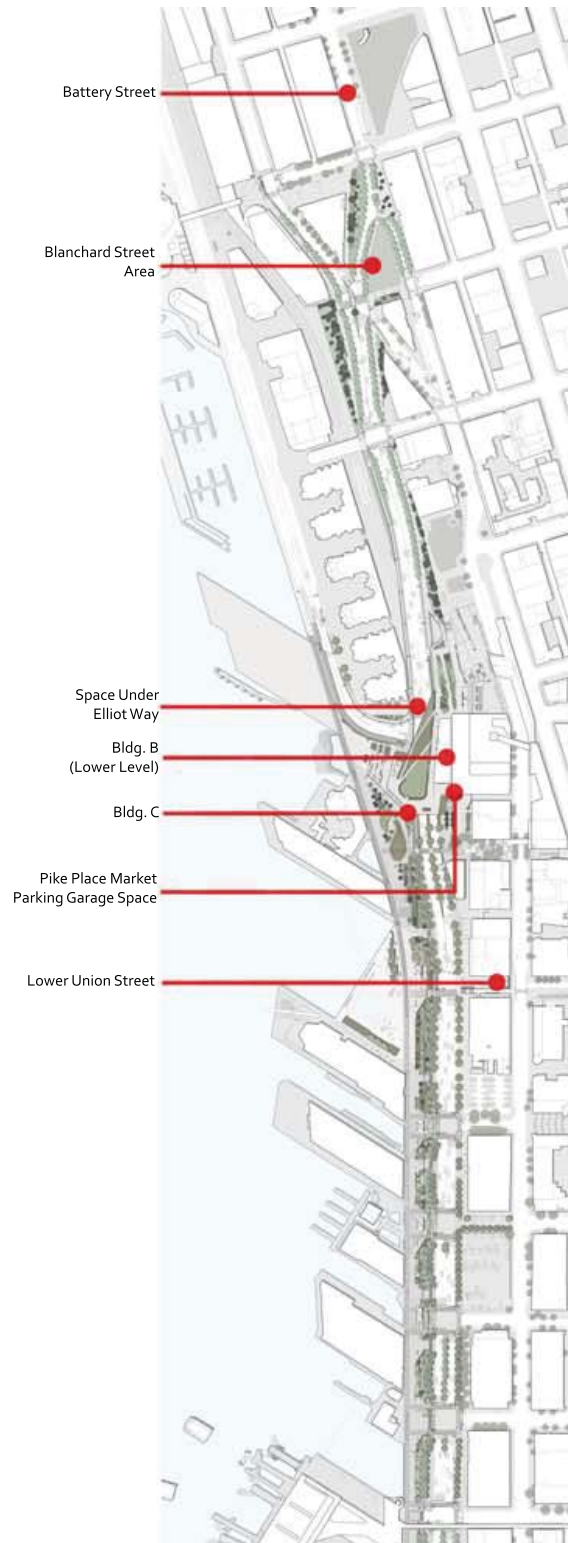 Battery Street
Blanchard Street
Area
Space Under
Elliot Way
Bldg. B
(Lower Level)
Bldg. C
Pike Place Market
Parking Garage Space
Lower Union Street